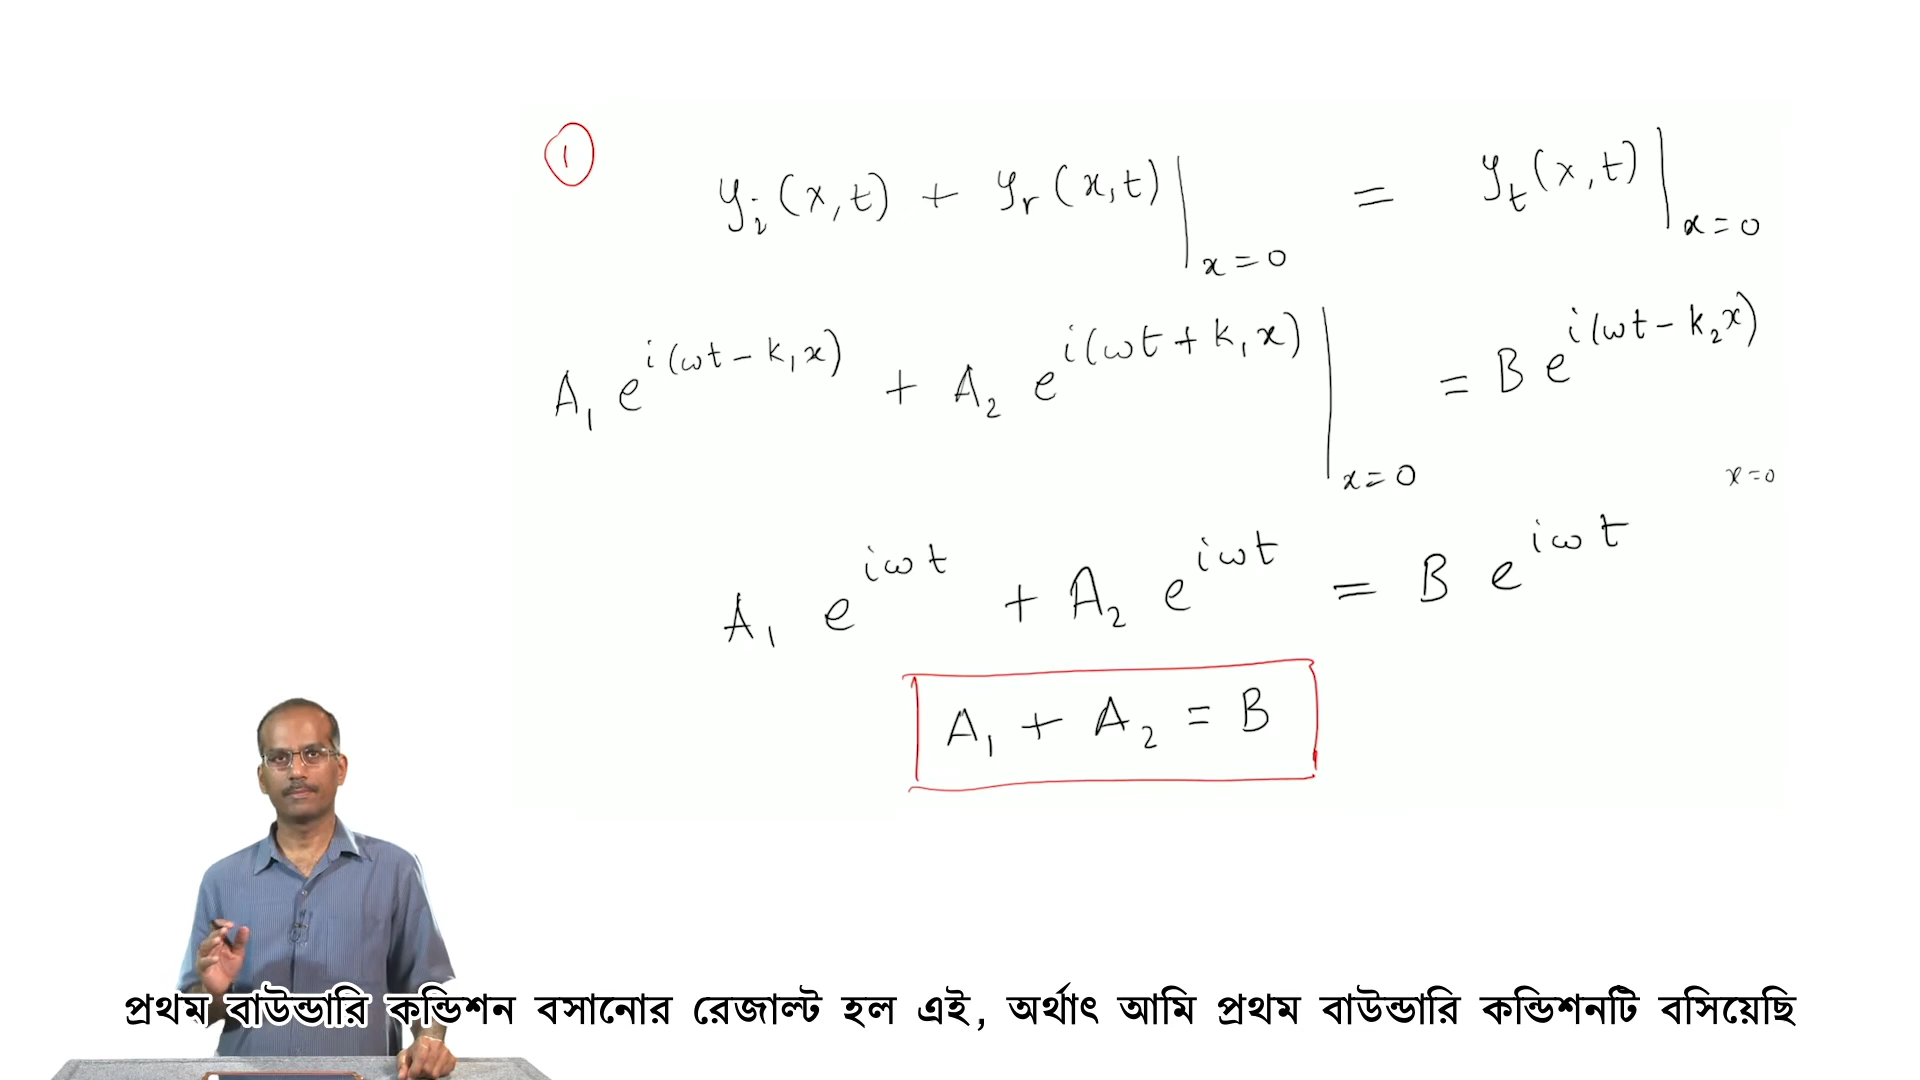 ①
yᵢ(x,t) + yᵣ(x,t)|ₓ₌₀ = yₜ(x,t)|ₓ₌₀
A₁ e^{i(ωt - k₁x)} + A₂ e^{i(ωt + k₁x)}|ₓ₌₀ = B e^{i(ωt - k₂x)} ₓ₌₀
A₁ e^{iωt} + A₂ e^{iωt} = B e^{iωt}
A₁ + A₂ = B
প্রথম বাউন্ডারি কন্ডিশন বসানোর রেজাল্ট হল এই, অর্থাৎ আমি প্রথম বাউন্ডারি কন্ডিশনটি বসিয়েছি